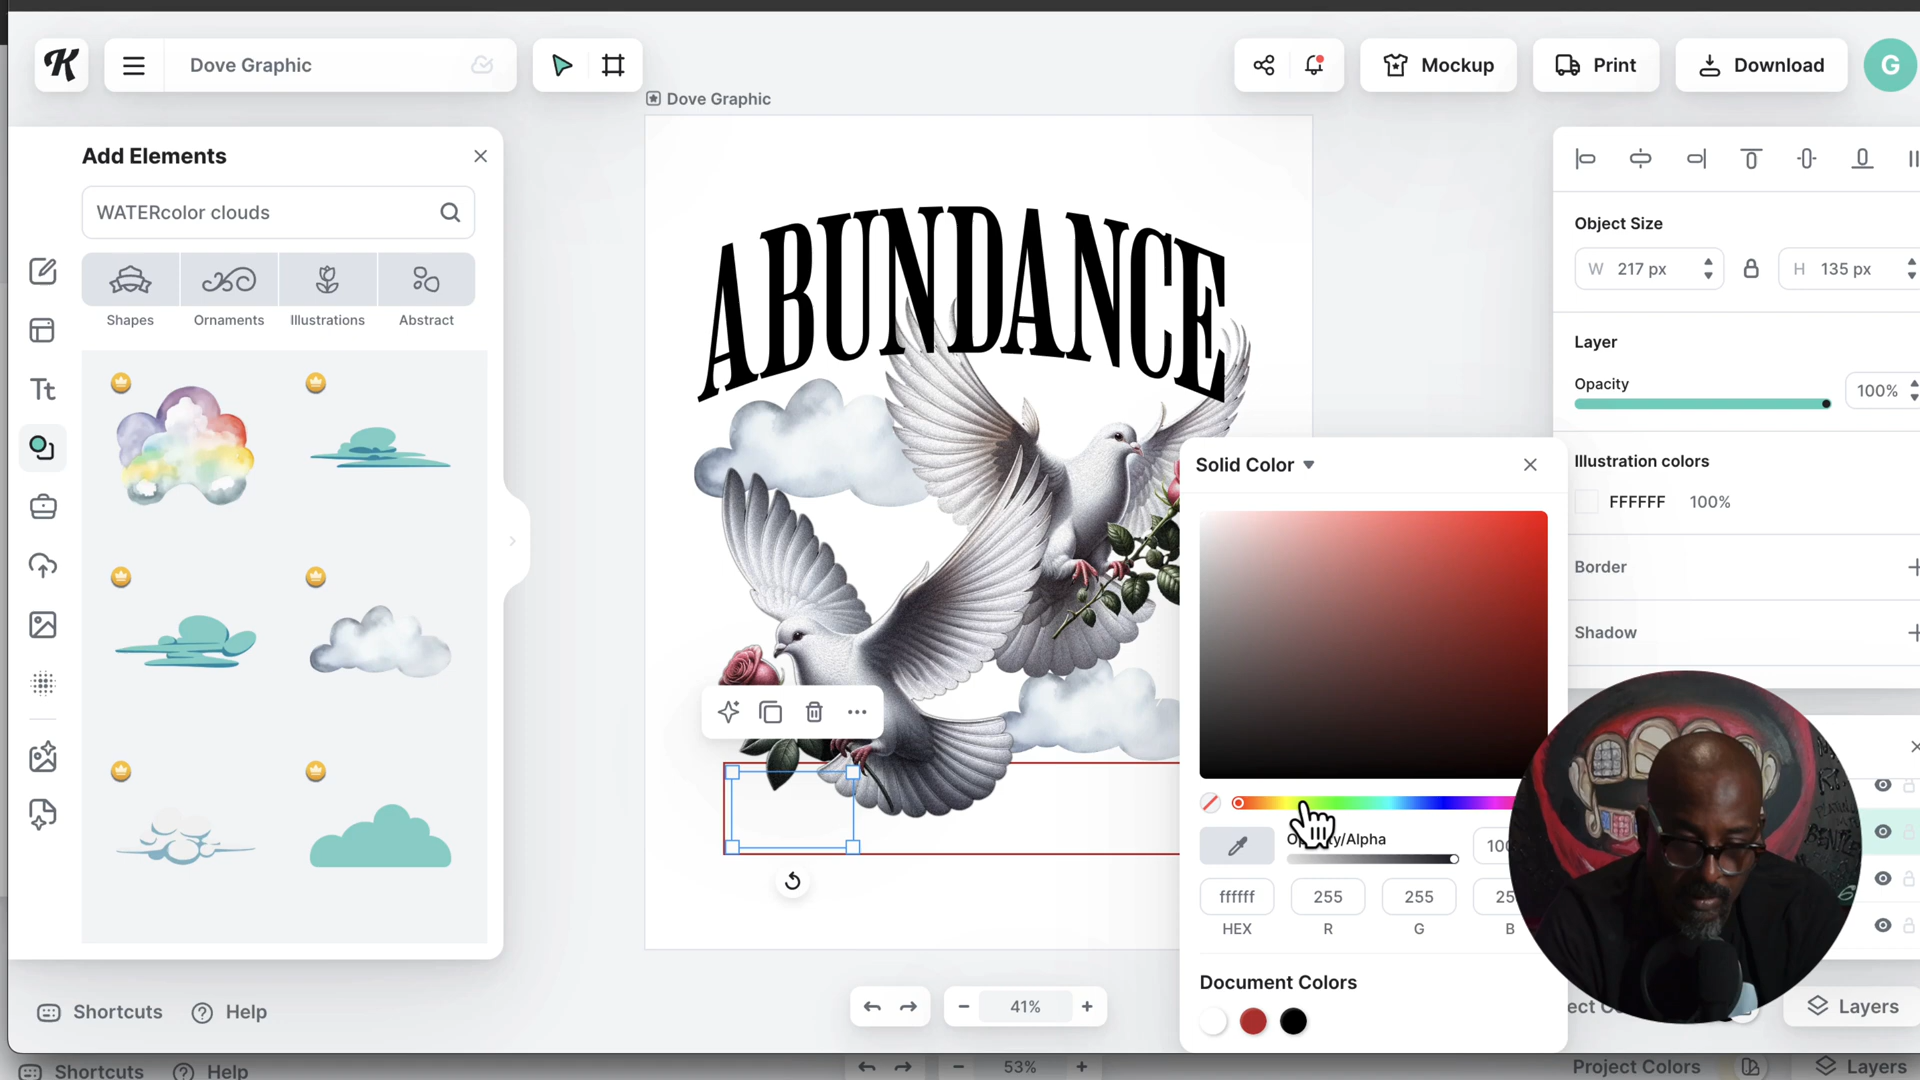 K
Dove Graphic
Mockup
Print
Download
G
Dove Graphic
Add Elements
WATERcolor clouds
Shapes
Ornaments
Illustrations
Abstract
Tt
ABUNDANCE
Object Size
W 217 px
H 135 px
Layer
Opacity
100%
Illustration colors
FFFFFF 100%
Border
Shadow
Solid Color
/Alpha
ffffff
255
255
HEX
R
G
B
Document Colors
Shortcuts
Help
41%
Layers
Shortcuts
Help
53%
Project Colors
Layers